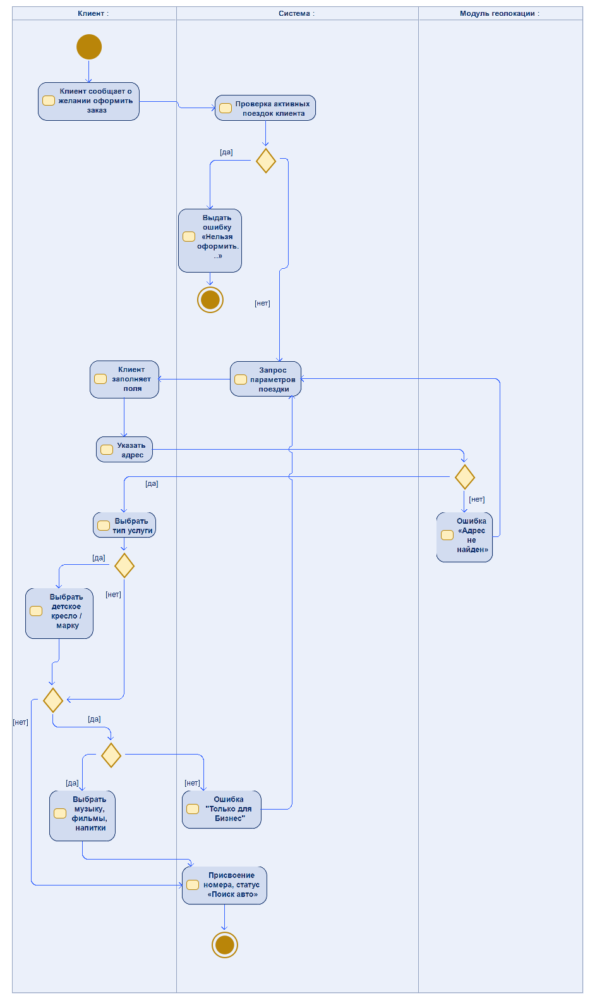 Клиент :
Система :
Модуль геолокации :
Клиент сообщает о
желании оформить
заказ
Проверка активных
поездок клиента
[да]
Выдать
ошибку
«Нельзя
оформить.
..»
[нет]
Клиент
заполняет
поля
Запрос
параметров
поездки
Указать
адрес
[да]
[нет]
Выбрать
тип услуги
Ошибка
«Адрес
не
найден»
[да]
[нет]
Выбрать
детское
кресло /
марку
[нет]
[да]
[да]
[нет]
Выбрать
музыку,
фильмы,
напитки
Ошибка
"Только для
Бизнес"
Присвоение
номера, статус
«Поиск авто»